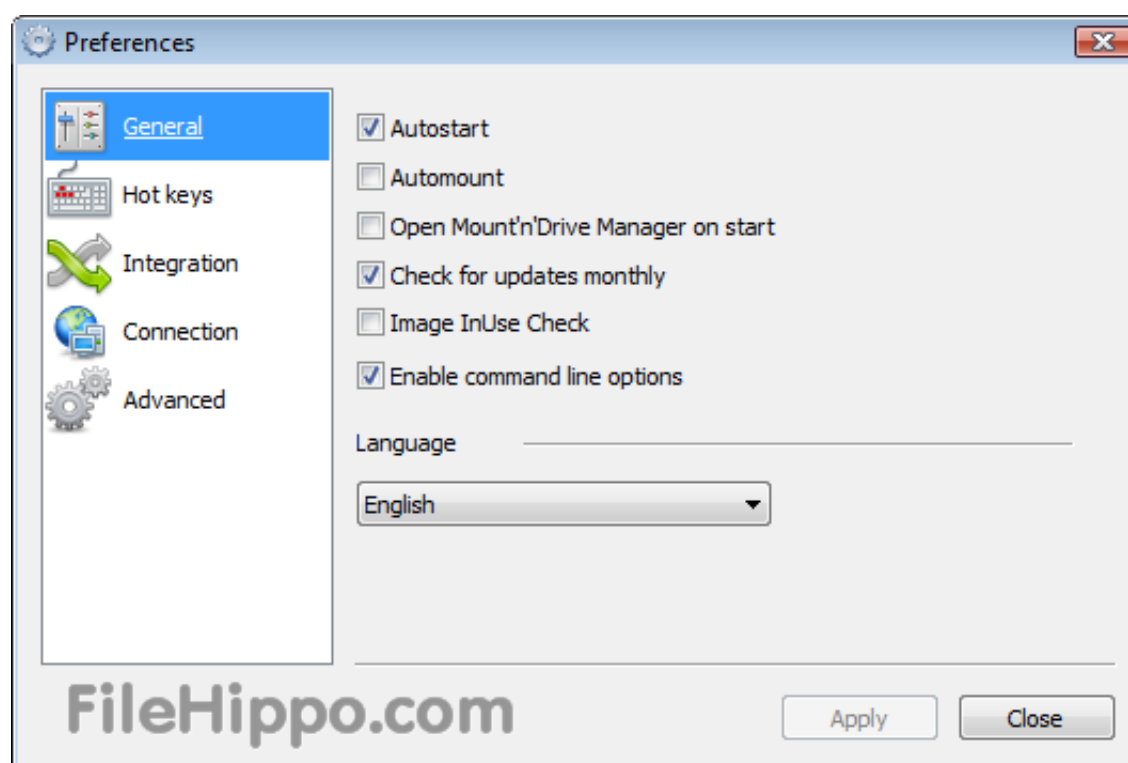 Preferences
General
Hot keys
Integration
Connection
Advanced
Autostart
Automount
Open Mount'n'Drive Manager on start
Check for updates monthly
Image InUse Check
Enable command line options
Language
English
FileHippo.com
Apply
Close